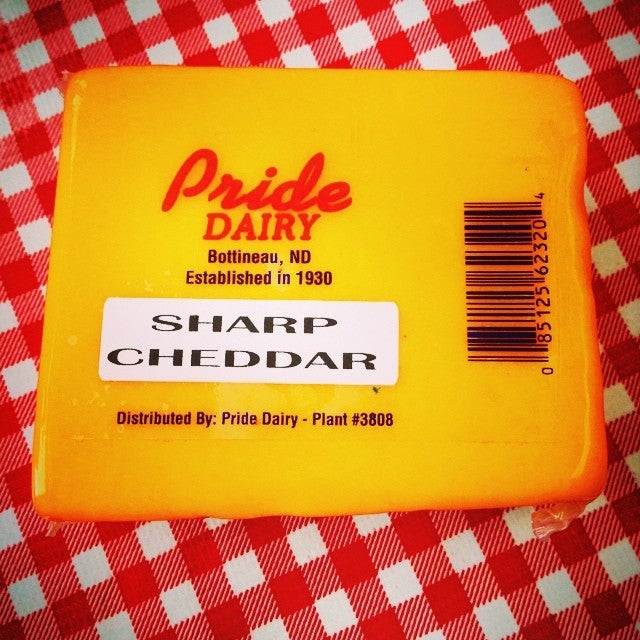 Pride
DAIRY
Bottineau, ND
Established in 1930
SHARP
CHEDDAR
Distributed By: Pride Dairy - Plant #3808
0 85125 62320 4